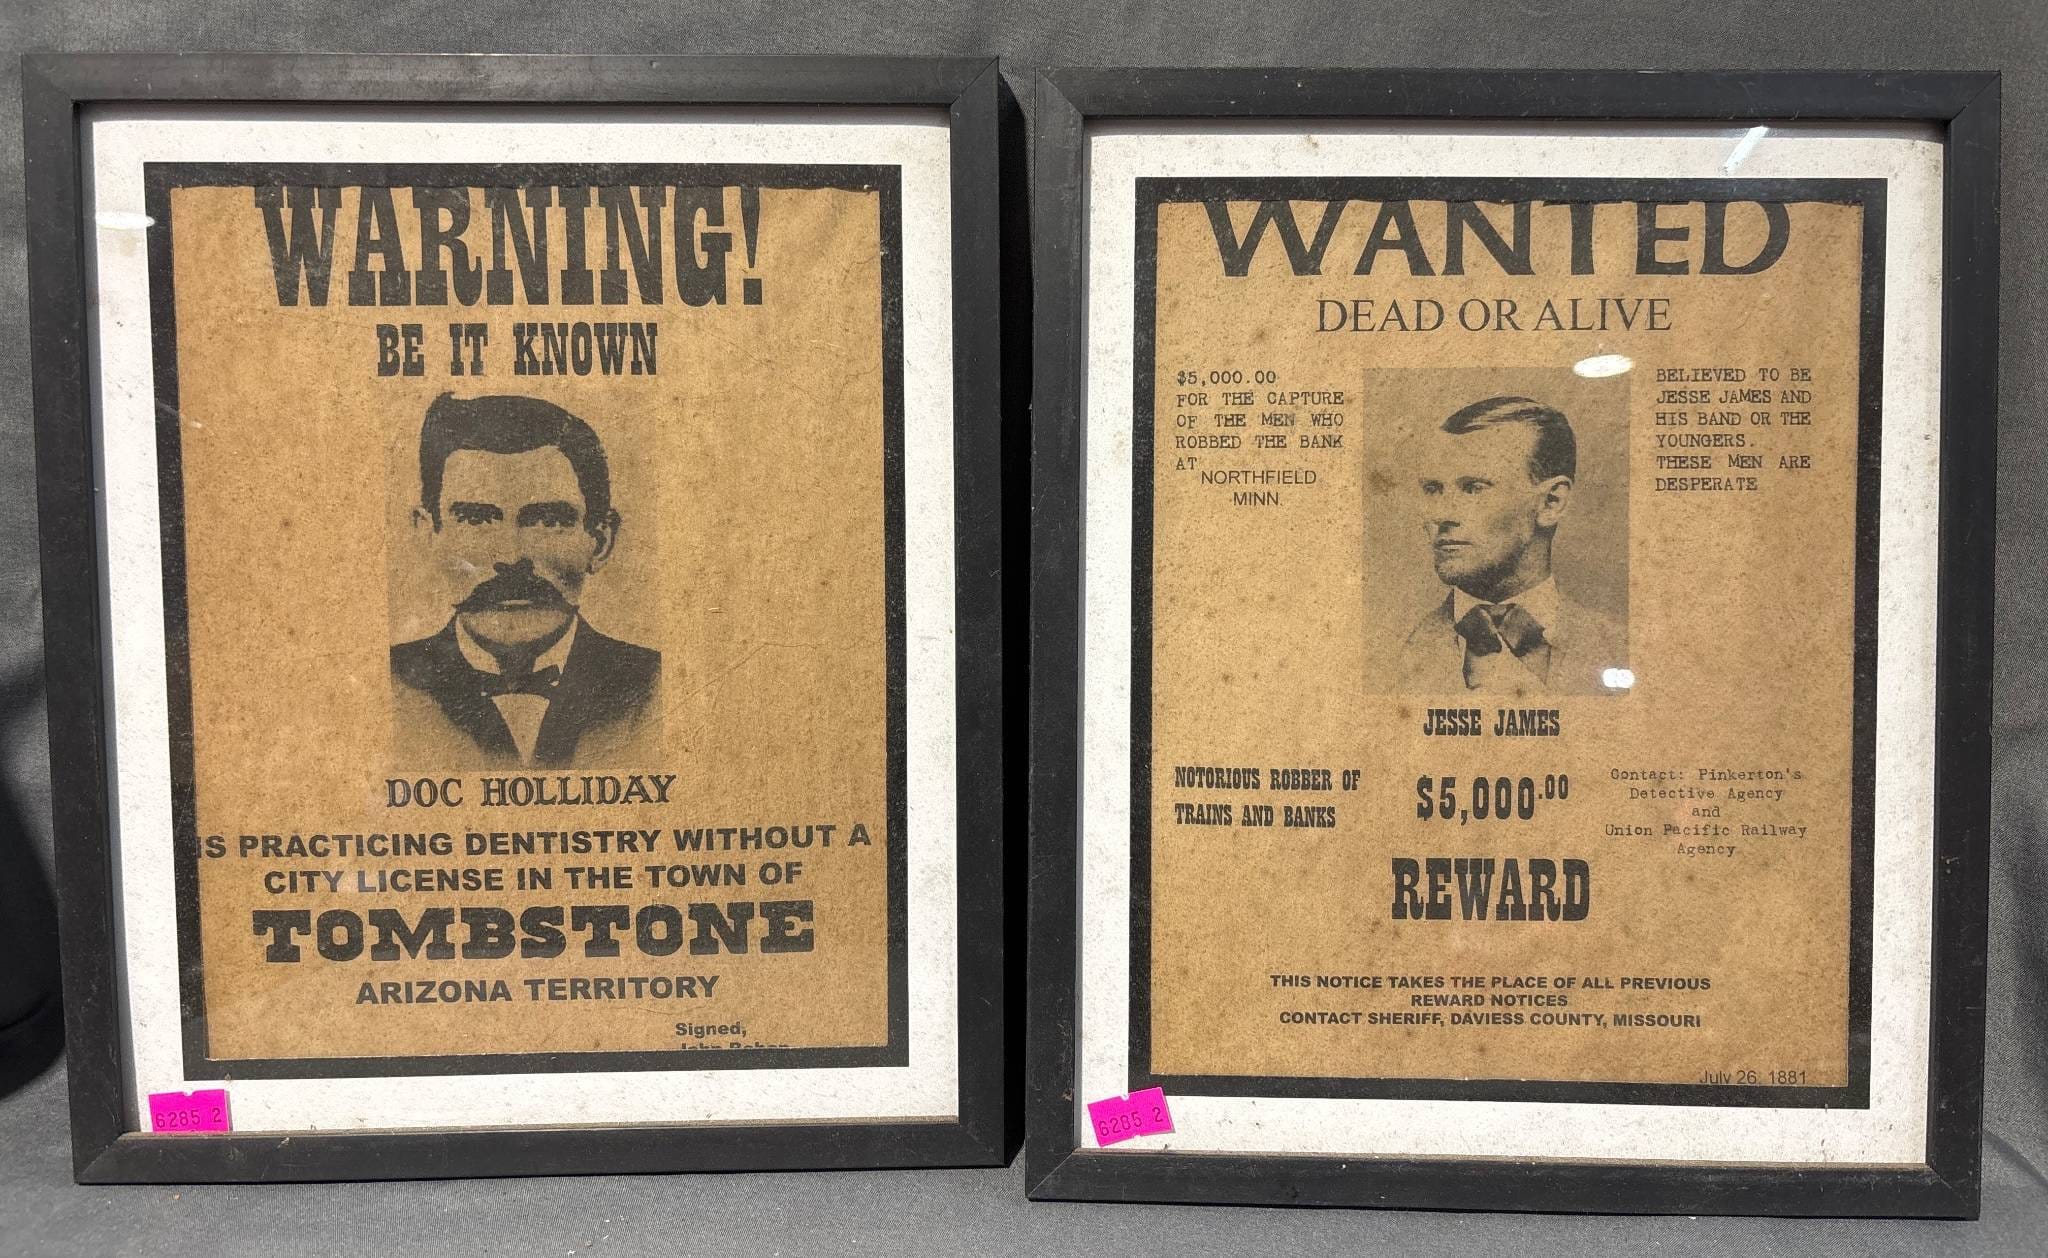 WARNING!
BE IT KNOWN
DOC HOLLIDAY
IS PRACTICING DENTISTRY WITHOUT A
CITY LICENSE IN THE TOWN OF
TOMBSTONE
ARIZONA TERRITORY
Signed,
John
6285 2
WANTED
DEAD OR ALIVE
$5,000.00
FOR THE CAPTURE
OF THE MEN WHO
ROBBED THE BANK
AT
NORTHFIELD
MINN.
BELIEVED TO BE
JESSE JAMES AND
HIS BAND OR THE
YOUNGERS.
THESE MEN ARE
DESPERATE
JESSE JAMES
NOTORIOUS ROBBER OF
TRAINS AND BANKS
$5,000.00
Contact: Pinkerton's
Detective Agency
and
Union Pacific Railway
Agency
REWARD
THIS NOTICE TAKES THE PLACE OF ALL PREVIOUS
REWARD NOTICES
CONTACT SHERIFF, DAVIESS COUNTY, MISSOURI
July 26, 1881
6285 2